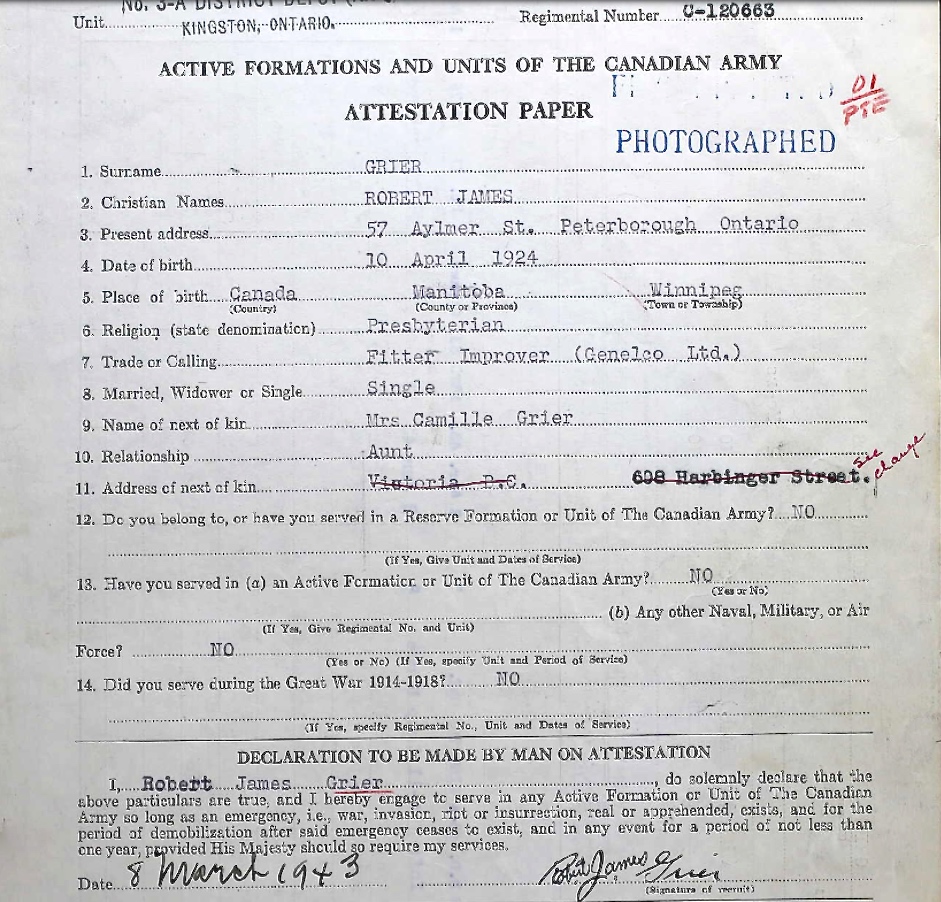 No. 3-A DISTRICT DEPOT
Unit KINGSTON, ONTARIO. Regimental Number C-120663
ACTIVE FORMATIONS AND UNITS OF THE CANADIAN ARMY
D1
PTE
ATTESTATION PAPER
PHOTOGRAPHED
1. Surname GRIER
2. Christian Names ROBERT JAMES
3. Present address 57 Aylmer St. Peterborough Ontario
4. Date of birth 10 April 1924
5. Place of birth Canada Manitoba Winnipeg
(Country) (County or Province) (Town or Township)
6. Religion (state denomination) Presbyterian
7. Trade or Calling Fitter Improver (Genelco Ltd.)
8. Married, Widower or Single Single
9. Name of next of kin Mrs Camille Grier
10. Relationship Aunt
see change
11. Address of next of kin Victoria B.C. 608 Harbinger Street.
12. Do you belong to, or have you served in a Reserve Formation or Unit of The Canadian Army? NO
(If Yes, Give Unit and Dates of Service)
13. Have you served in (a) an Active Formation or Unit of The Canadian Army? NO
(Yes or No)
(b) Any other Naval, Military, or Air
(If Yes, Give Regimental No. and Unit)
Force? NO
(Yes or No) (If Yes, specify Unit and Period of Service)
14. Did you serve during the Great War 1914-1918? NO
(If Yes, specify Regimental No., Unit and Dates of Service)
DECLARATION TO BE MADE BY MAN ON ATTESTATION
I, Robert James Grier, do solemnly declare that the
above particulars are true, and I hereby engage to serve in any Active Formation or Unit of The Canadian
Army so long as an emergency, i.e., war, invasion, riot or insurrection, real or apprehended, exists, and for the
period of demobilization after said emergency ceases to exist, and in any event for a period of not less than
one year, provided His Majesty should so require my services.
Date 8 March 1943 Robert James Grier
(Signature of recruit)